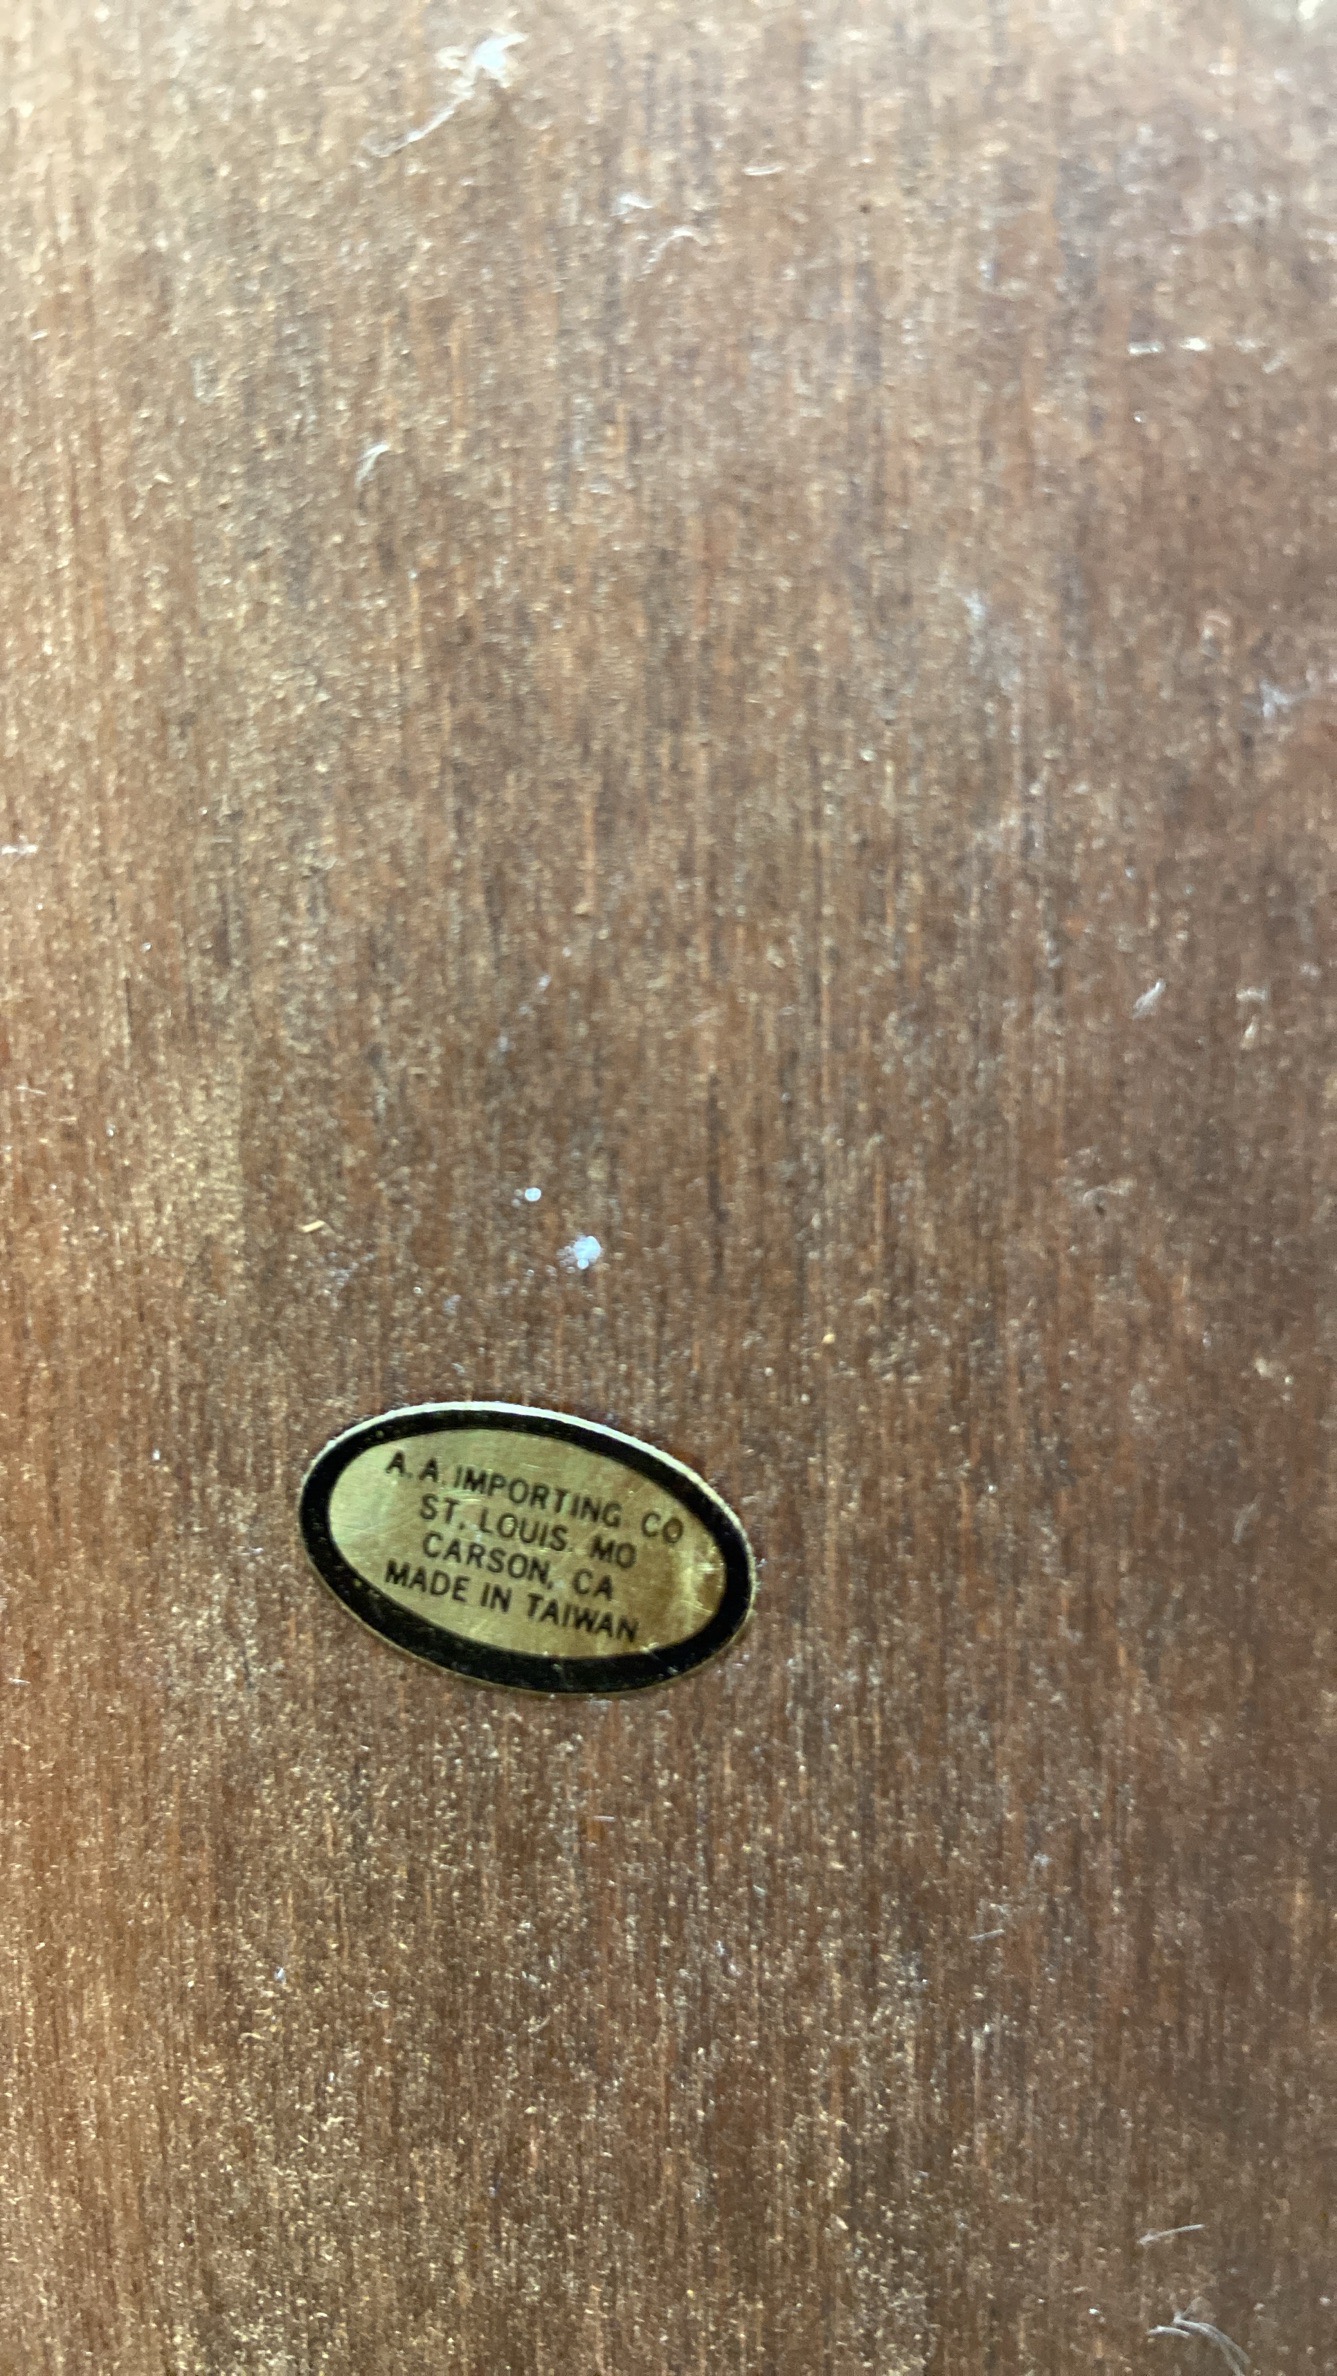 A. A. IMPORTING CO
ST. LOUIS. MO
CARSON, CA
MADE IN TAIWAN